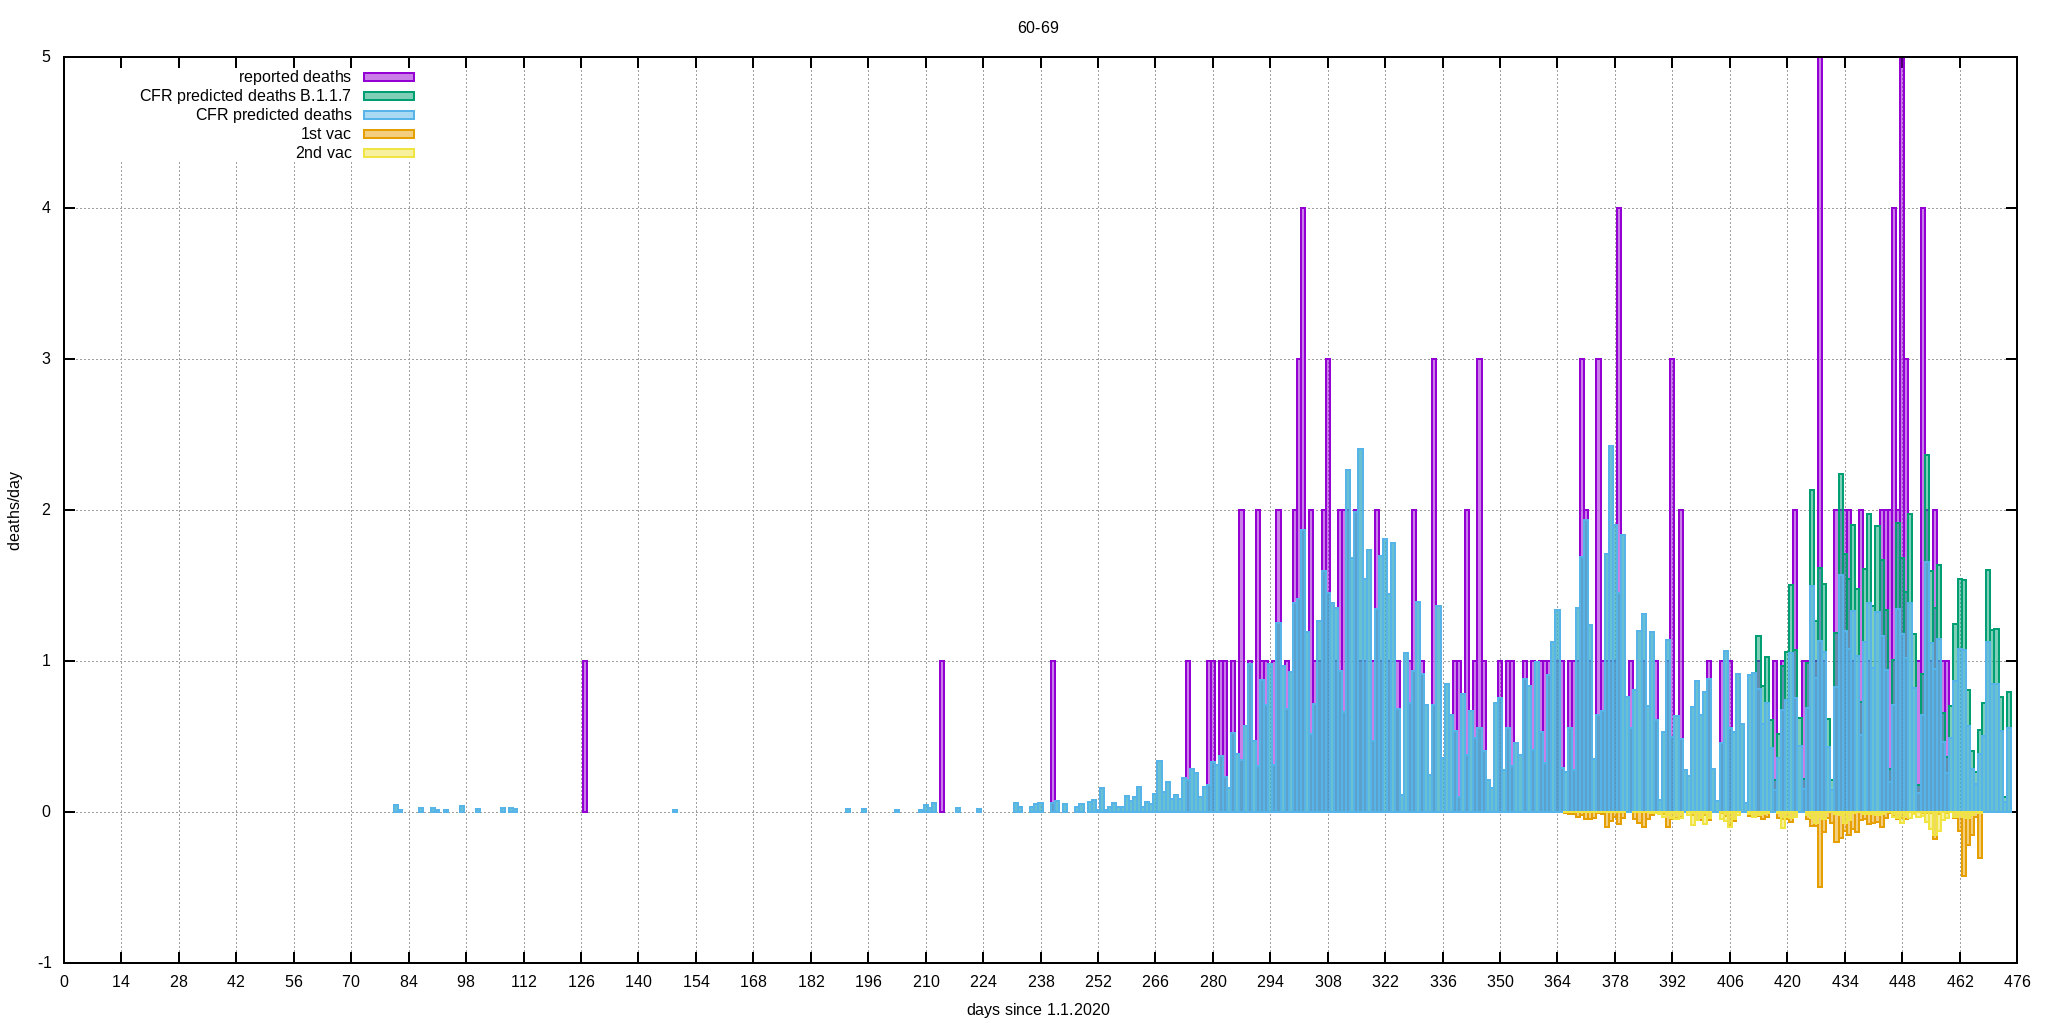 60-69
reported deaths
CFR predicted deaths B.1.1.7
CFR predicted deaths
1st vac
2nd vac
5
4
3
2
1
0
-1
deaths/day
0 14 28 42 56 70 84 98 112 126 140 154 168 182 196 210 224 238 252 266 280 294 308 322 336 350 364 378 392 406 420 434 448 462 476
days since 1.1.2020